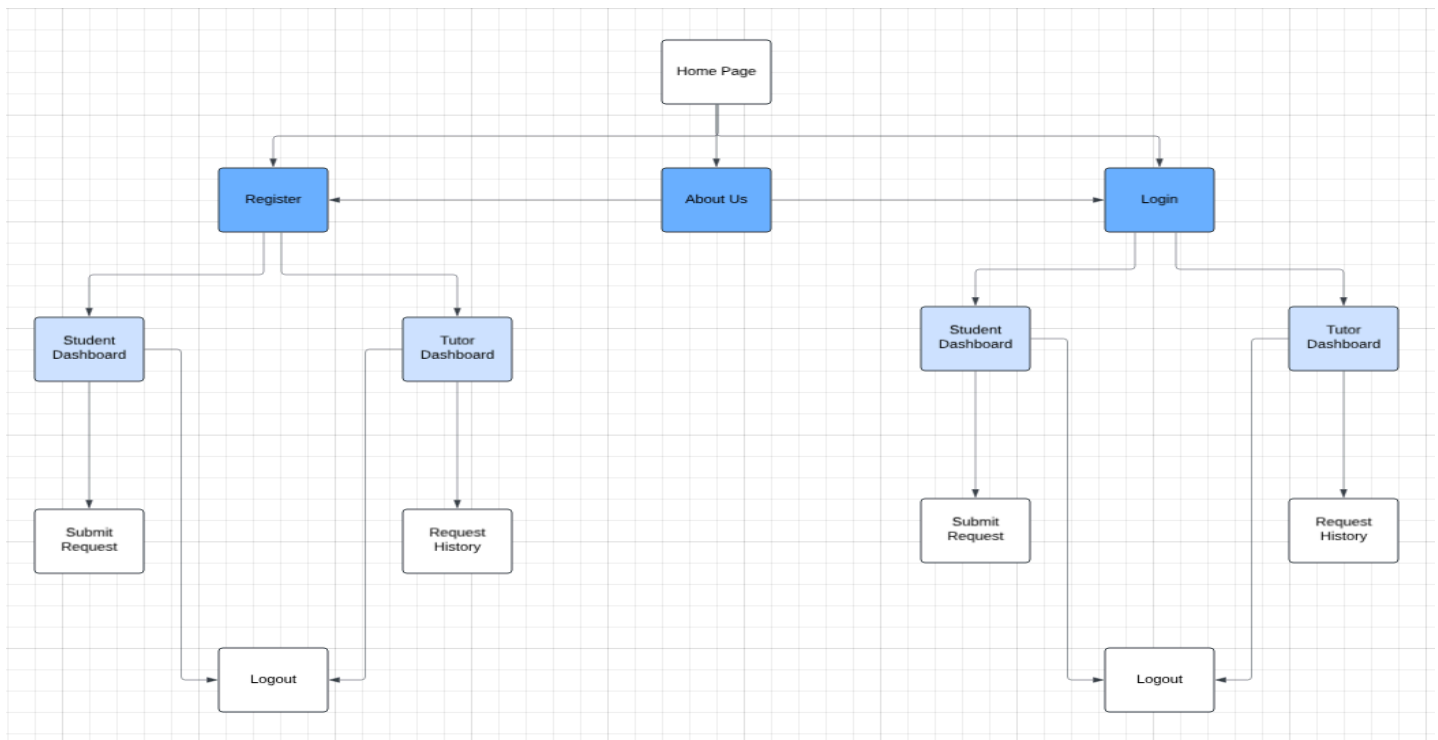 Home Page
Register
About Us
Login
Student
Dashboard
Tutor
Dashboard
Student
Dashboard
Tutor
Dashboard
Submit
Request
Request
History
Submit
Request
Request
History
Logout
Logout